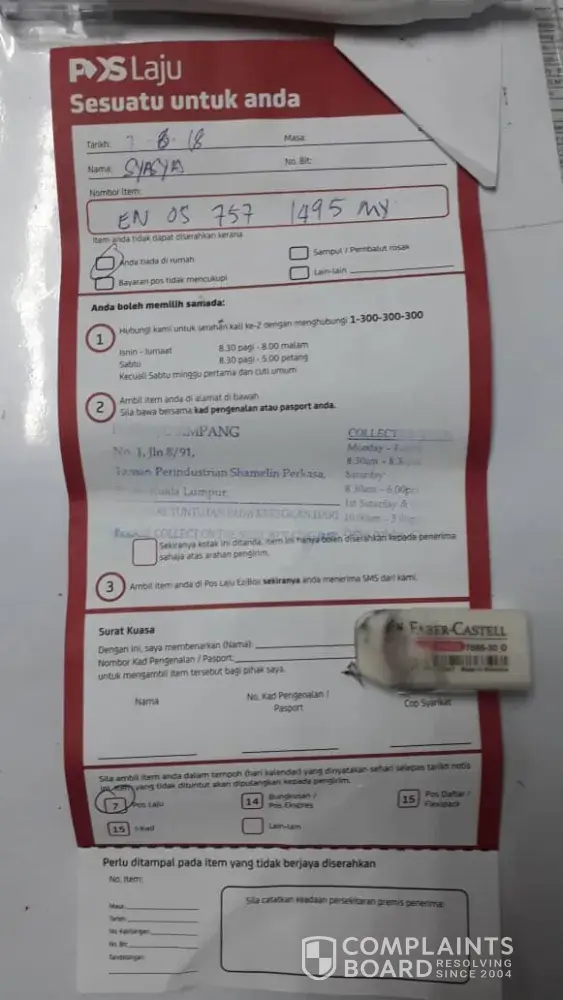 POS Laju
Sesuatu untuk anda
Tarikh: 7-8-18 Masa:
Nama: SYASYA No. Bit:
Nombor Item:
EN 05 757 1495 MY
Item anda tidak dapat diserahkan kerana
Anda tiada di rumah Sampul / Pembalut rosak
Bayaran pos tidak mencukupi Lain-lain
Anda boleh memilih samada:
1 Hubungi kami untuk serahan kali ke-2 dengan menghubungi 1-300-300-300
Isnin - Jumaat 8.30 pagi - 8.00 malam
Sabtu 8.30 pagi - 5.00 petang
Kecuali Sabtu minggu pertama dan cuti umum
2 Ambil item anda di alamat di bawah
Sila bawa bersama kad pengenalan atau pasport anda.
AMPANG COLLECT
No. 1, Jln 8/91, Monday -
Taman Perindustrian Shamelin Perkasa, Saturday
Kuala Lumpur. 8.30am - 6.00pm
1st Saturday &
COLLECT ON THE
Sekiranya kotak ini ditanda, item ini hanya boleh diserahkan kepada penerima
sahaja atas arahan pengirim.
3 Ambil item anda di Pos Laju EziBox sekiranya anda menerima SMS dari kami.
Surat Kuasa
Dengan ini, saya membenarkan (Nama):
Nombor Kad Pengenalan / Pasport:
untuk mengambil item tersebut bagi pihak saya.
FABER-CASTELL
7086-30 D
Nama No. Kad Pengenalan / Pasport Cop Syarikat
Sila ambil item anda dalam tempoh (hari kalendar) yang dinyatakan sehari selepas tarikh notis
ini. Item yang tidak dituntut akan dipulangkan kepada pengirim.
7 Pos Laju 14 Bungkusan / Pos Ekspres 15 Pos Daftar / Flexipack
15 Lain-lain
Perlu ditampal pada item yang tidak berjaya diserahkan
No. Item:
Sila catatkan keadaan persekitaran premis penerima:
Masa:
Tarikh:
No. Kakitangan:
No. Bit:
Tandatangan:
COMPLAINTS
BOARD RESOLVING SINCE 2004